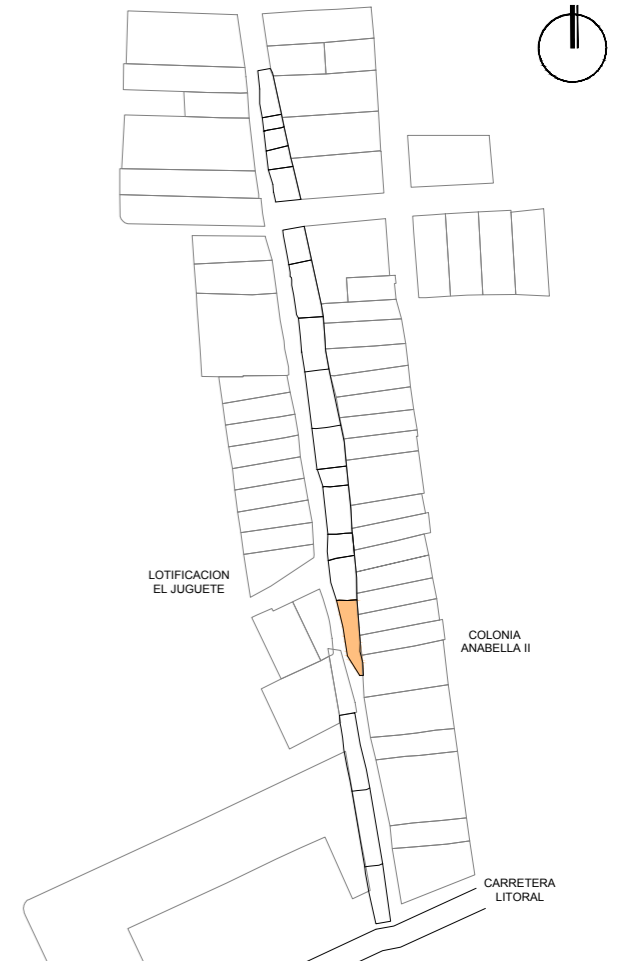 LOTIFICACION
EL JUGUETE
COLONIA
ANABELLA II
CARRETERA
LITORAL